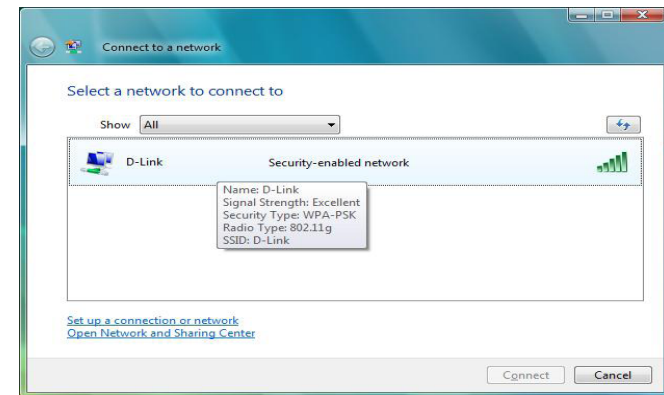 Connect to a network
Select a network to connect to
Show All
D-Link Security-enabled network
Name: D-Link
Signal Strength: Excellent
Security Type: WPA-PSK
Radio Type: 802.11g
SSID: D-Link
Set up a connection or network
Open Network and Sharing Center
Connect Cancel